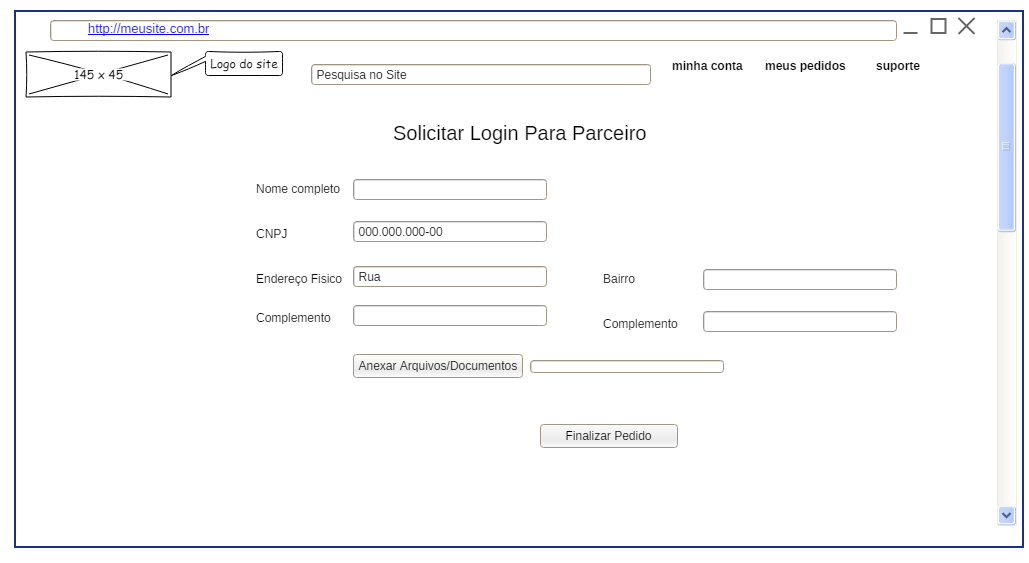 http://meusite.com.br
145 x 45
Logo do site
Pesquisa no Site
minha conta
meus pedidos
suporte
Solicitar Login Para Parceiro
Nome completo
CNPJ
000.000.000-00
Endereço Fisico
Rua
Bairro
Complemento
Complemento
Anexar Arquivos/Documentos
Finalizar Pedido